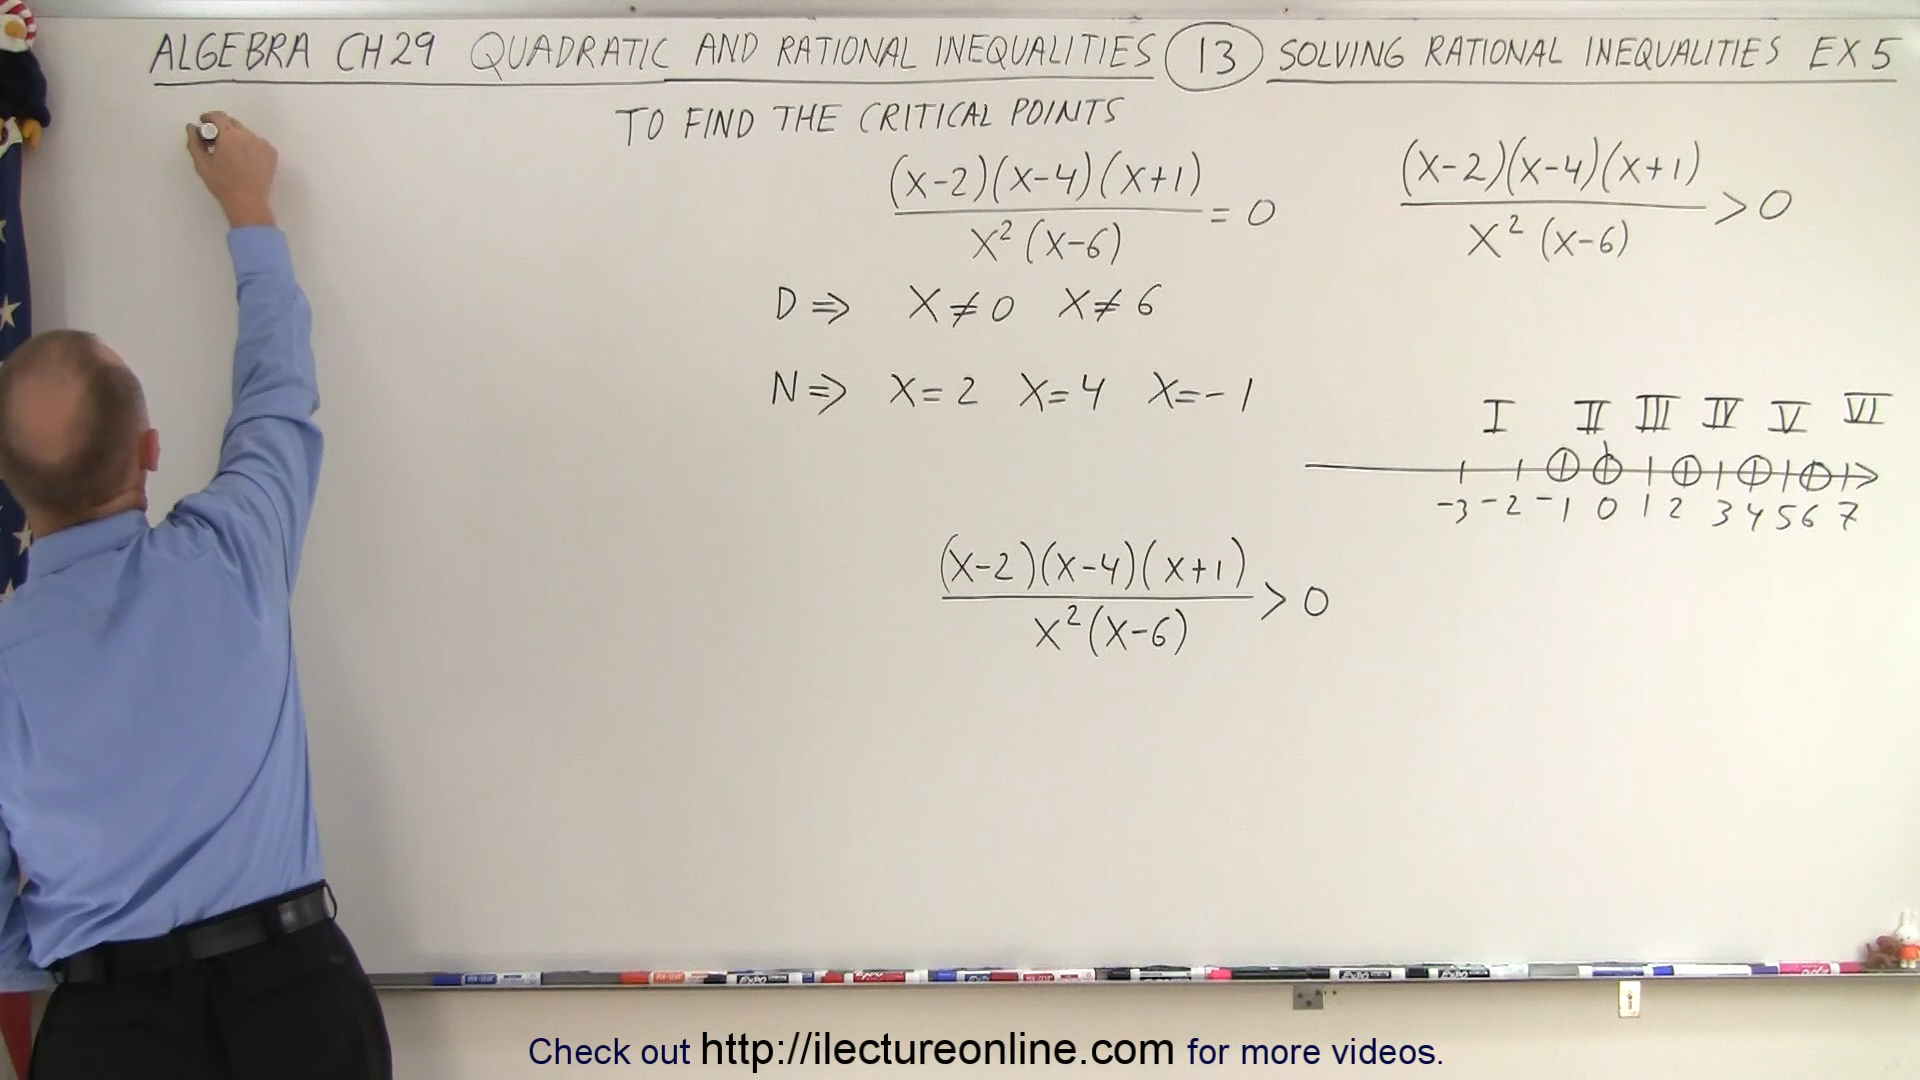 ALGEBRA CH 29 QUADRATIC AND RATIONAL INEQUALITIES 13 SOLVING RATIONAL INEQUALITIES EX 5
TO FIND THE CRITICAL POINTS
(x-2)(x-4)(x+1) / x² (x-6) = 0
(x-2)(x-4)(x+1) / x² (x-6) > 0
D ⇒ x ≠ 0 x ≠ 6
N ⇒ x = 2 x = 4 x = -1
I II III IV V VI
-3 -2 -1 0 1 2 3 4 5 6 7
(x-2)(x-4)(x+1) / x²(x-6) > 0
Check out http://ilectureonline.com for more videos.